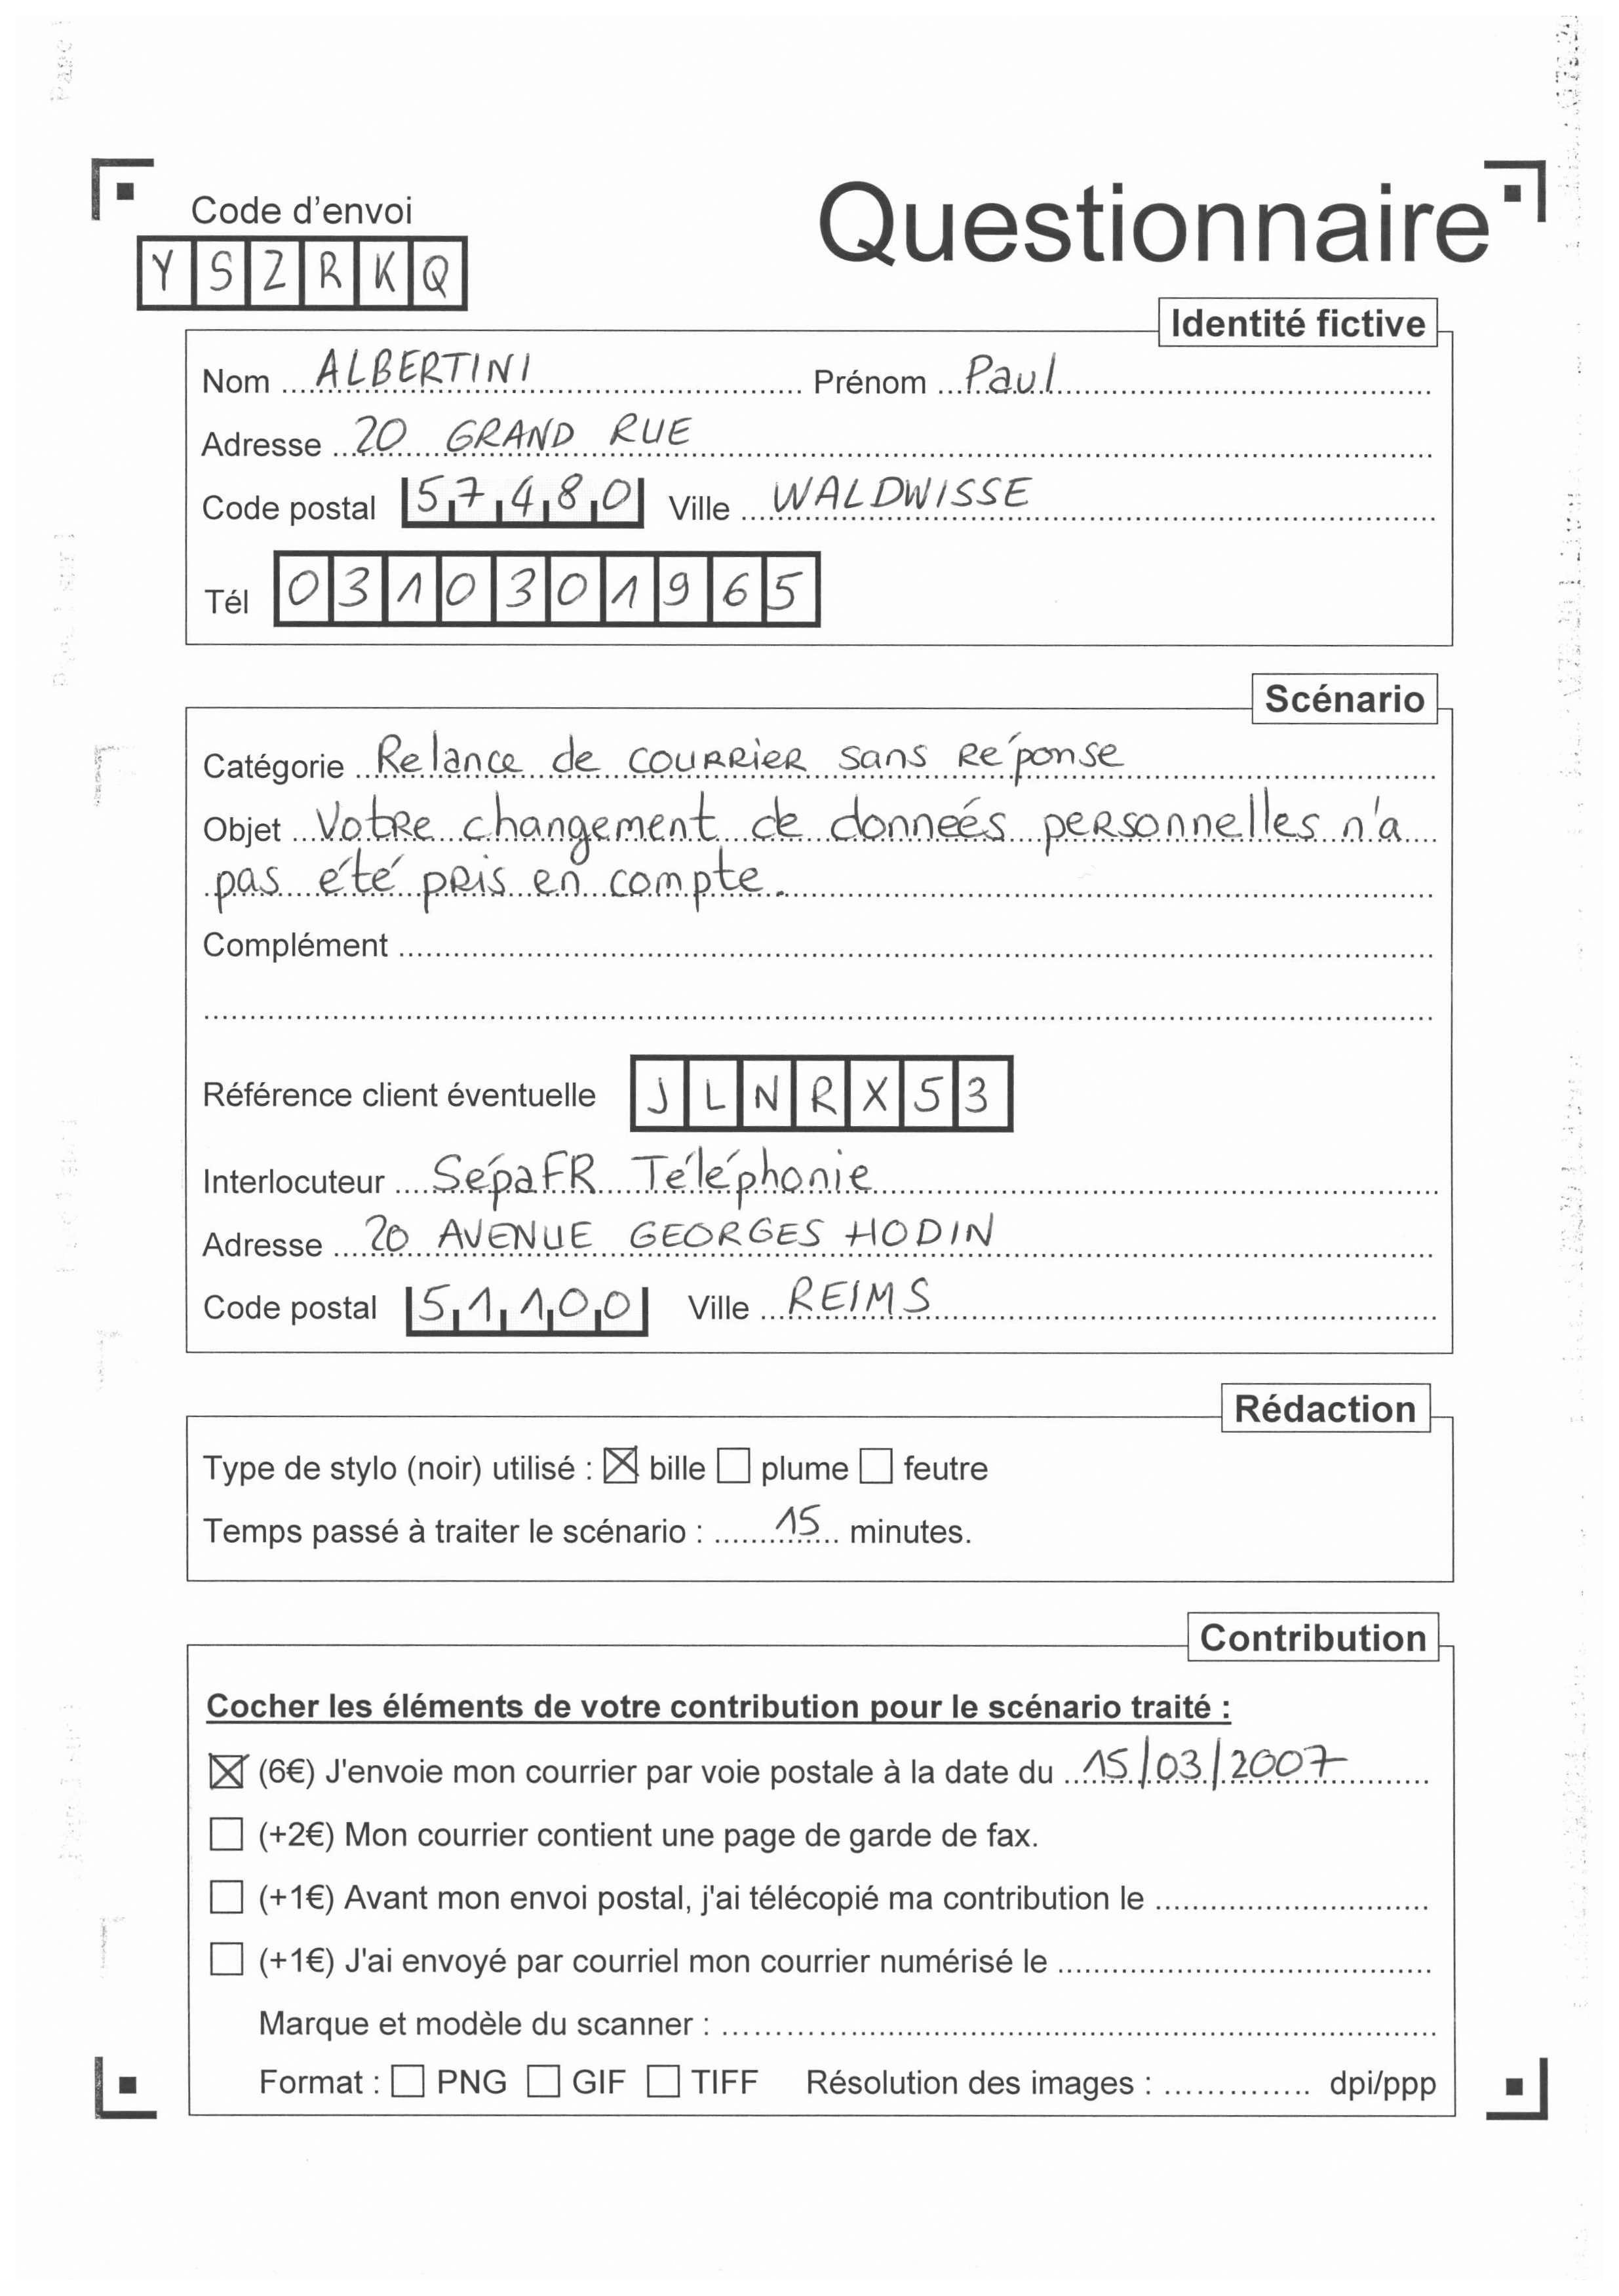 Code d'envoi
Questionnaire
Y S Z R K Q
Identité fictive
Nom ALBERTINI Prénom Paul
Adresse 20 GRAND RUE
Code postal 57480 Ville WALDWISSE
Tél 0310301965
Scénario
Catégorie Relance de couRRieR sans Réponse
Objet VotRe changement de données peRsonnelles n'a
pas été pRis en compte.
Complément
Référence client éventuelle J L N R X 5 3
Interlocuteur SépaFR Téléphonie
Adresse 20 AVENUE GEORGES HODIN
Code postal 51100 Ville REIMS
Rédaction
Type de stylo (noir) utilisé : ☒ bille ☐ plume ☐ feutre
Temps passé à traiter le scénario : 15 minutes.
Contribution
Cocher les éléments de votre contribution pour le scénario traité :
☒ (6€) J'envoie mon courrier par voie postale à la date du 15/03/2007
☐ (+2€) Mon courrier contient une page de garde de fax.
☐ (+1€) Avant mon envoi postal, j'ai télécopié ma contribution le
☐ (+1€) J'ai envoyé par courriel mon courrier numérisé le
Marque et modèle du scanner :
Format : ☐ PNG ☐ GIF ☐ TIFF Résolution des images : dpi/ppp